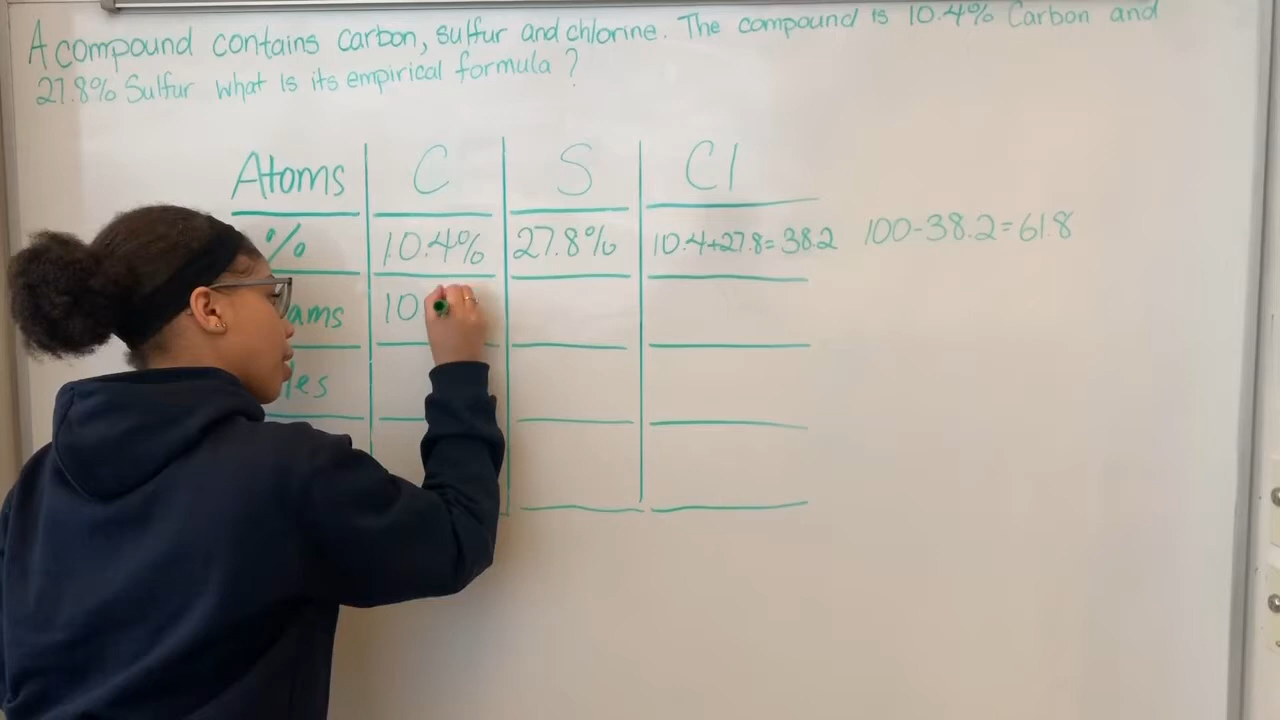 A compound contains carbon, sulfur and chlorine. The compound is 10.4% Carbon and
27.8% Sulfur what is its empirical formula?
Atoms C S Cl
% 10.4% 27.8% 10.4+27.8=38.2 100-38.2=61.8
ams 10
les